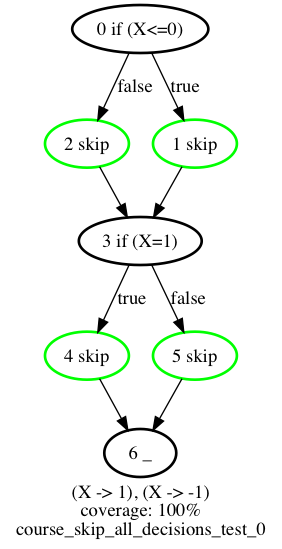 0 if (X<=0)
false
true
2 skip
1 skip
3 if (X=1)
true
false
4 skip
5 skip
6 _
(X -> 1), (X -> -1)
coverage: 100%
course_skip_all_decisions_test_0